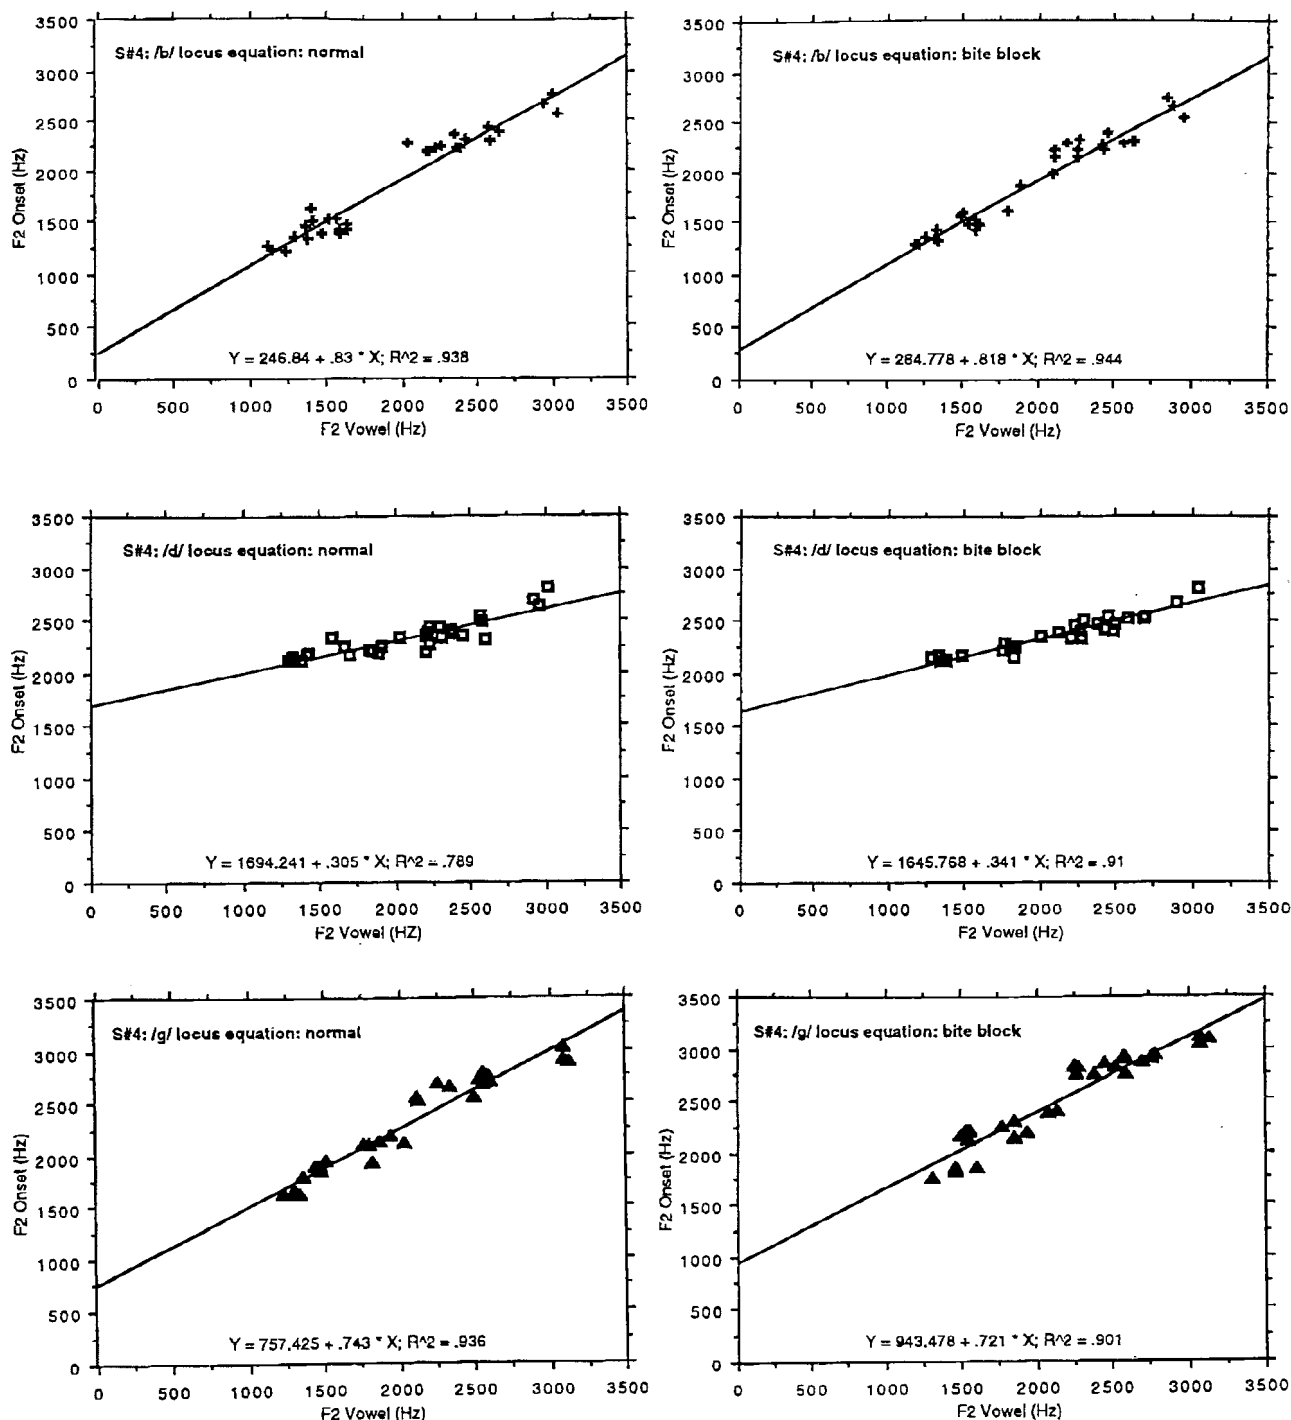 S#4: /b/ locus equation: normal
3500
3000
2500
2000
1500
1000
500
0
F2 Onset (Hz)
Y = 246.84 + .83 * X; R^2 = .938
0 500 1000 1500 2000 2500 3000 3500
F2 Vowel (Hz)
S#4: /b/ locus equation: bite block
3500
3000
2500
2000
1500
1000
500
0
F2 Onset (Hz)
Y = 284.778 + .818 * X; R^2 = .944
0 500 1000 1500 2000 2500 3000 3500
F2 Vowel (Hz)
S#4: /d/ locus equation: normal
3500
3000
2500
2000
1500
1000
500
0
F2 Onset (Hz)
Y = 1694.241 + .305 * X; R^2 = .789
0 500 1000 1500 2000 2500 3000 3500
F2 Vowel (HZ)
S#4: /d/ locus equation: bite block
3500
3000
2500
2000
1500
1000
500
0
F2 Onset (Hz)
Y = 1645.768 + .341 * X; R^2 = .91
0 500 1000 1500 2000 2500 3000 3500
F2 Vowel (Hz)
S#4: /g/ locus equation: normal
3500
3000
2500
2000
1500
1000
500
0
F2 Onset (Hz)
Y = 757.425 + .743 * X; R^2 = .936
0 500 1000 1500 2000 2500 3000 3500
F2 Vowel (Hz)
S#4: /g/ locus equation: bite block
3500
3000
2500
2000
1500
1000
500
0
F2 Onset (Hz)
Y = 943.478 + .721 * X; R^2 = .901
0 500 1000 1500 2000 2500 3000 3500
F2 Vowel (Hz)